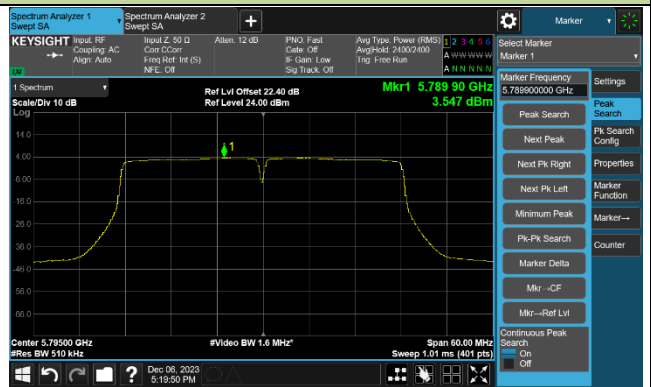 Spectrum Analyzer 1
Swept SA
Spectrum Analyzer 2
Swept SA
Marker
KEYSIGHT
Input: RF
Coupling: AC
Align: Auto
Input Z: 50 Ω
Corr CCorr
Freq Ref: Int (S)
NFE: Off
Atten: 12 dB
PNO: Fast
Gate: Off
IF Gain: Low
Sig Track: Off
Avg Type: Power (RMS)
Avg|Hold: 2400/2400
Trig: Free Run
1 2 3 4 5 6
A W W W W W
A N N N N N
Select Marker
Marker 1
LXI
1 Spectrum
Scale/Div 10 dB
Log
Ref Lvl Offset 22.40 dB
Ref Level 24.00 dBm
Mkr1 5.789 90 GHz
3.547 dBm
14.0
4.00
6.00
16.0
26.0
36.0
46.0
56.0
66.0
1
Center 5.79500 GHz
#Res BW 510 kHz
#Video BW 1.6 MHz*
Span 60.00 MHz
Sweep 1.01 ms (401 pts)
Marker Frequency
5.789900000 GHz
Peak Search
Next Peak
Next Pk Right
Next Pk Left
Minimum Peak
Pk-Pk Search
Marker Delta
Mkr→CF
Mkr→Ref Lvl
Continuous Peak
Search
On
Off
Settings
Peak
Search
Pk Search
Config
Properties
Marker
Function
Marker→
Counter
Dec 06, 2023
5:19:50 PM